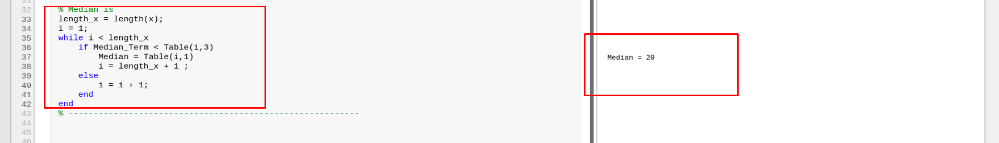 31
32 % Median is
33 length_x = length(x);
34 i = 1;
35 while i < length_x
36 if Median_Term < Table(i,3)
37 Median = Table(i,1)
38 i = length_x + 1 ;
39 else
40 i = i + 1;
41 end
42 end
43 % ----------------------------------------------------------
44
45
46
Median = 20